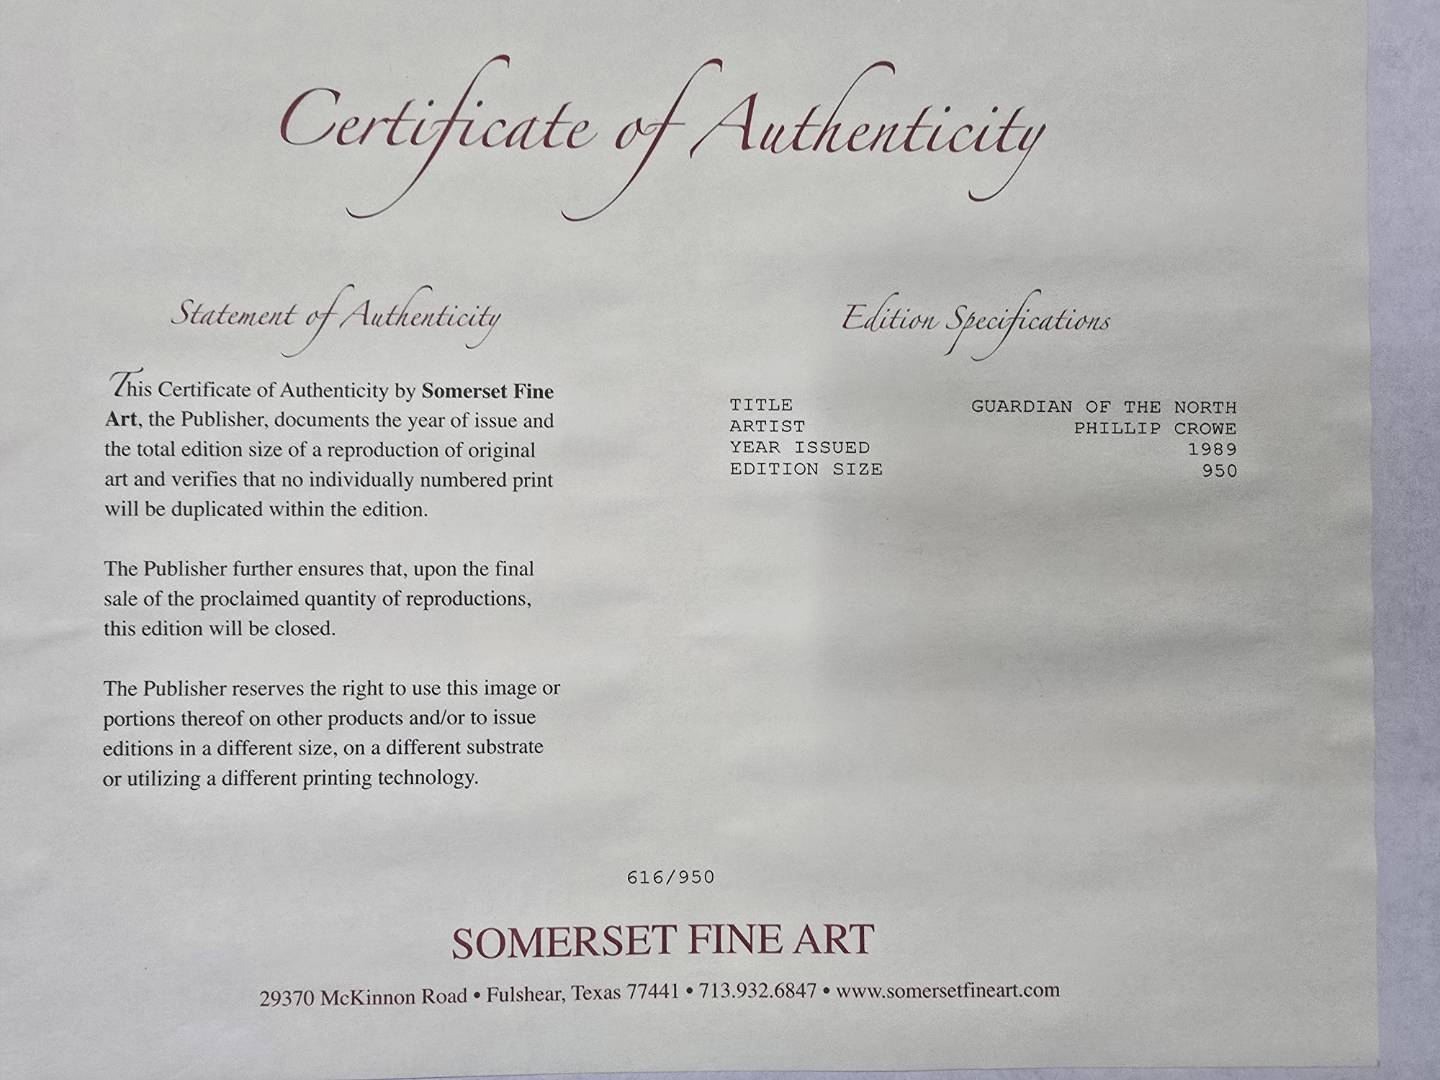 Certificate of Authenticity
Statement of Authenticity
This Certificate of Authenticity by Somerset Fine
Art, the Publisher, documents the year of issue and
the total edition size of a reproduction of original
art and verifies that no individually numbered print
will be duplicated within the edition.
The Publisher further ensures that, upon the final
sale of the proclaimed quantity of reproductions,
this edition will be closed.
The Publisher reserves the right to use this image or
portions thereof on other products and/or to issue
editions in a different size, on a different substrate
or utilizing a different printing technology.
Edition Specifications
TITLE GUARDIAN OF THE NORTH
ARTIST PHILLIP CROWE
YEAR ISSUED 1989
EDITION SIZE 950
616/950
SOMERSET FINE ART
29370 McKinnon Road • Fulshear, Texas 77441 • 713.932.6847 • www.somersetfineart.com